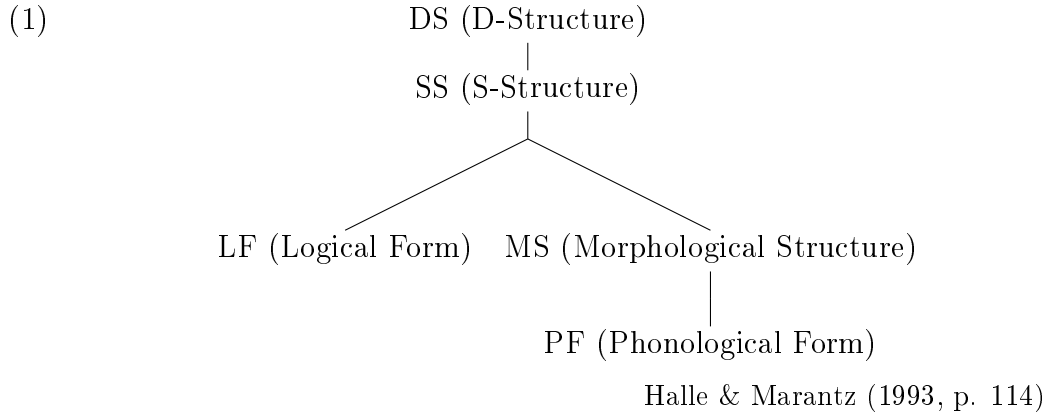 (1) DS (D-Structure)
SS (S-Structure)
LF (Logical Form) MS (Morphological Structure)
PF (Phonological Form)
Halle & Marantz (1993, p. 114)